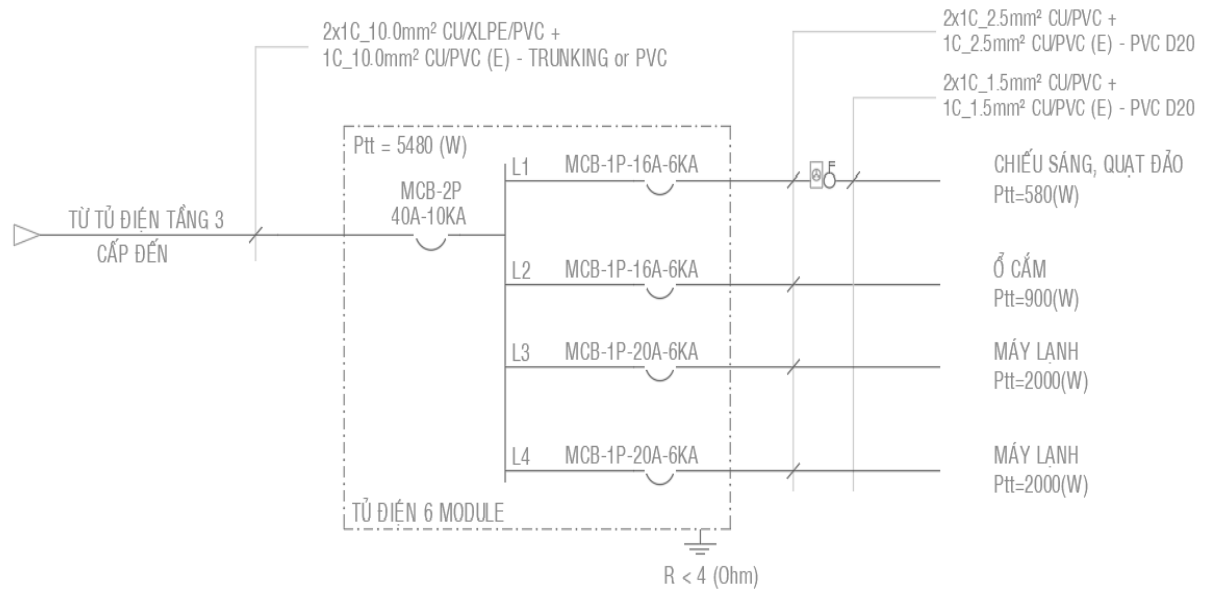 2x1C_10.0mm² CU/XLPE/PVC +
1C_10.0mm² CU/PVC (E) - TRUNKING or PVC
2x1C_2.5mm² CU/PVC +
1C_2.5mm² CU/PVC (E) - PVC D20
2x1C_1.5mm² CU/PVC +
1C_1.5mm² CU/PVC (E) - PVC D20
Ptt = 5480 (W)
MCB-2P
40A-10KA
TỪ TỦ ĐIỆN TẦNG 3
CẤP ĐẾN
L1
MCB-1P-16A-6KA
F
CHIẾU SÁNG, QUẠT ĐẢO
Ptt=580(W)
L2
MCB-1P-16A-6KA
Ổ CẮM
Ptt=900(W)
L3
MCB-1P-20A-6KA
MÁY LẠNH
Ptt=2000(W)
L4
MCB-1P-20A-6KA
MÁY LẠNH
Ptt=2000(W)
TỦ ĐIỆN 6 MODULE
R < 4 (Ohm)